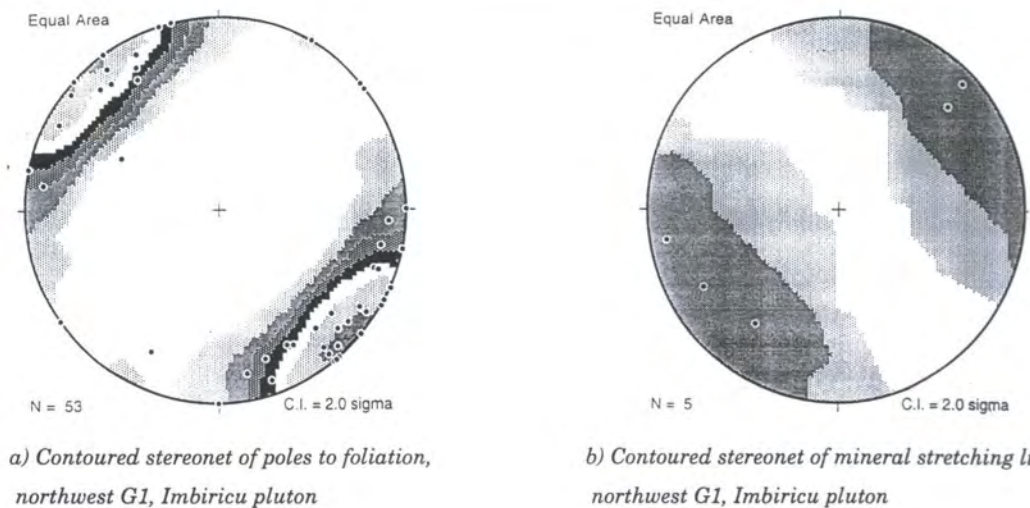 Equal Area
N = 53
C.I. = 2.0 sigma
a) Contoured stereonet of poles to foliation,
northwest G1, Imbiricu pluton
Equal Area
N = 5
C.I. = 2.0 sigma
b) Contoured stereonet of mineral stretching
northwest G1, Imbiricu pluton